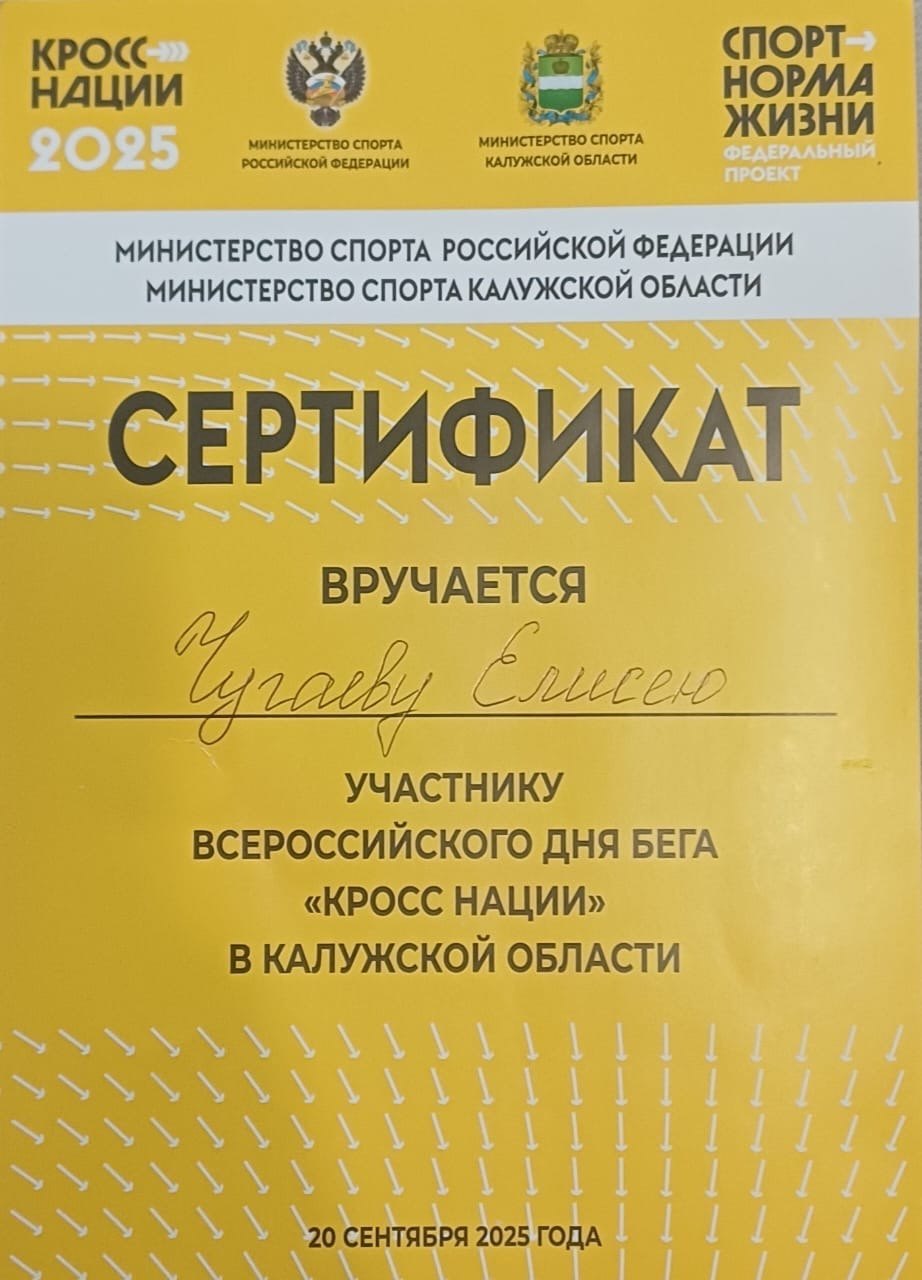 КРОСС
НАЦИИ
2025
МИНИСТЕРСТВО СПОРТА
РОССИЙСКОЙ ФЕДЕРАЦИИ
МИНИСТЕРСТВО СПОРТА
КАЛУЖСКОЙ ОБЛАСТИ
СПОРТ
НОРМА
ЖИЗНИ
ФЕДЕРАЛЬНЫЙ
ПРОЕКТ
МИНИСТЕРСТВО СПОРТА РОССИЙСКОЙ ФЕДЕРАЦИИ
МИНИСТЕРСТВО СПОРТА КАЛУЖСКОЙ ОБЛАСТИ
СЕРТИФИКАТ
ВРУЧАЕТСЯ
Чугаеву Елисею
УЧАСТНИКУ
ВСЕРОССИЙСКОГО ДНЯ БЕГА
«КРОСС НАЦИИ»
В КАЛУЖСКОЙ ОБЛАСТИ
20 СЕНТЯБРЯ 2025 ГОДА